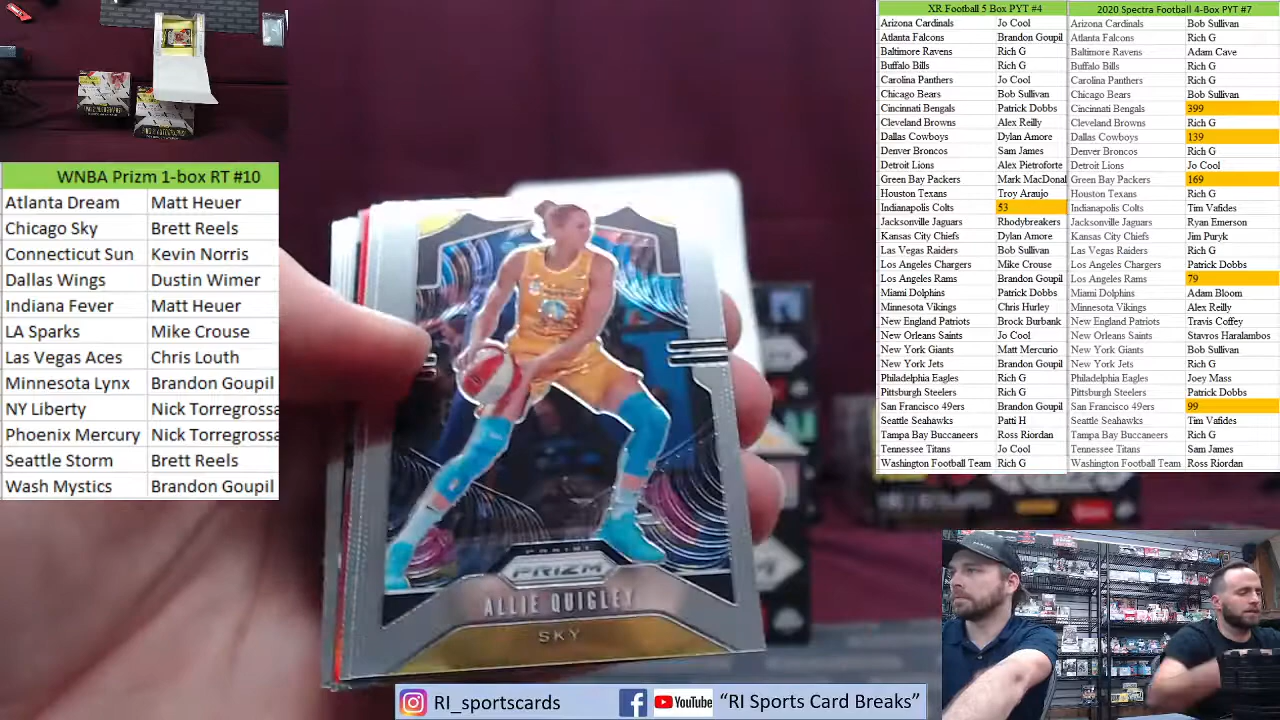 WNBA Prizm 1-box RT #10
Atlanta Dream Matt Heuer
Chicago Sky Brett Reels
Connecticut Sun Kevin Norris
Dallas Wings Dustin Wimer
Indiana Fever Matt Heuer
LA Sparks Mike Crouse
Las Vegas Aces Chris Louth
Minnesota Lynx Brandon Goupil
NY Liberty Nick Torregrossa
Phoenix Mercury Nick Torregrossa
Seattle Storm Brett Reels
Wash Mystics Brandon Goupil
PANINI
PRIZM
ALLIE QUIGLEY
SKY
XR Football 5 Box PYT #4
Arizona Cardinals Jo Cool
Atlanta Falcons Brandon Goupil
Baltimore Ravens Rich G
Buffalo Bills Rich G
Carolina Panthers Jo Cool
Chicago Bears Bob Sullivan
Cincinnati Bengals Patrick Dobbs
Cleveland Browns Alex Reilly
Dallas Cowboys Dylan Amore
Denver Broncos Sam James
Detroit Lions Alex Pietroforte
Green Bay Packers Mark MacDonal
Houston Texans Troy Araujo
Indianapolis Colts 53
Jacksonville Jaguars Rhodybreakers
Kansas City Chiefs Dylan Amore
Las Vegas Raiders Bob Sullivan
Los Angeles Chargers Mike Crouse
Los Angeles Rams Brandon Goupil
Miami Dolphins Patrick Dobbs
Minnesota Vikings Chris Hurley
New England Patriots Brock Burbank
New Orleans Saints Jo Cool
New York Giants Matt Mercurio
New York Jets Brandon Goupil
Philadelphia Eagles Rich G
Pittsburgh Steelers Rich G
San Francisco 49ers Brandon Goupil
Seattle Seahawks Patti H
Tampa Bay Buccaneers Ross Riordan
Tennessee Titans Jo Cool
Washington Football Team Rich G
2020 Spectra Football 4-Box PYT #7
Arizona Cardinals Bob Sullivan
Atlanta Falcons Rich G
Baltimore Ravens Adam Cave
Buffalo Bills Rich G
Carolina Panthers Rich G
Chicago Bears Bob Sullivan
Cincinnati Bengals 399
Cleveland Browns Rich G
Dallas Cowboys 139
Denver Broncos Rich G
Detroit Lions Jo Cool
Green Bay Packers 169
Houston Texans Rich G
Indianapolis Colts Tim Vafides
Jacksonville Jaguars Ryan Emerson
Kansas City Chiefs Jim Puryk
Las Vegas Raiders Rich G
Los Angeles Chargers Patrick Dobbs
Los Angeles Rams 79
Miami Dolphins Adam Bloom
Minnesota Vikings Alex Reilly
New England Patriots Travis Coffey
New Orleans Saints Stavros Haralambos
New York Giants Bob Sullivan
New York Jets Rich G
Philadelphia Eagles Joey Mass
Pittsburgh Steelers Patrick Dobbs
San Francisco 49ers 99
Seattle Seahawks Tim Vafides
Tampa Bay Buccaneers Rich G
Tennessee Titans Sam James
Washington Football Team Ross Riordan
RI_sportscards
YouTube
"RI Sports Card Breaks"